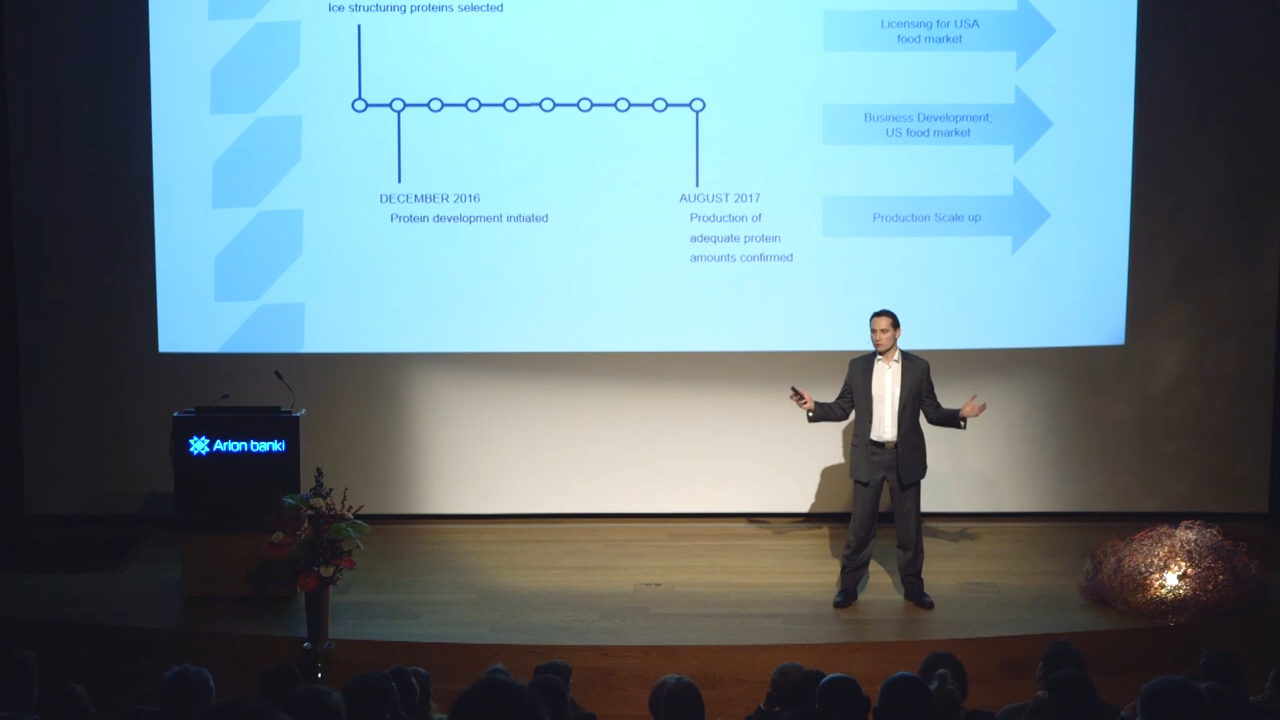 Ice structuring proteins selected
DECEMBER 2016
Protein development initiated
AUGUST 2017
Production of
adequate protein
amounts confirmed
Licensing for USA
food market
Business Development,
US food market
Production Scale up
Arion banki